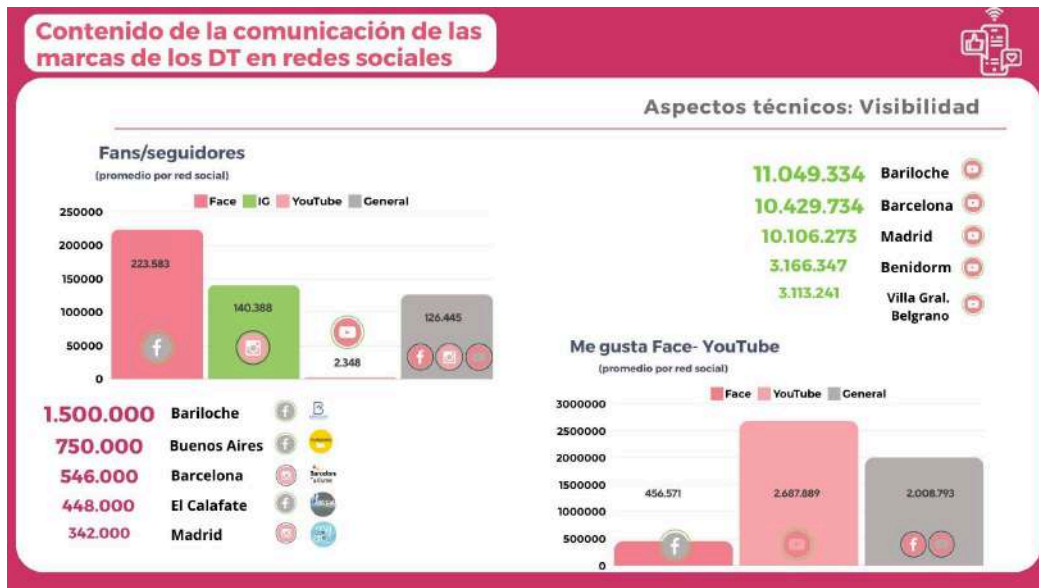 Contenido de la comunicación de las
marcas de los DT en redes sociales
Aspectos técnicos: Visibilidad
Fans/seguidores
(promedio por red social)
Face IG YouTube General
250000
200000
150000
100000
50000
0
223.583
140.388
2.348
126.445
1.500.000 Bariloche
750.000 Buenos Aires
546.000 Barcelona
448.000 El Calafate
342.000 Madrid
11.049.334 Bariloche
10.429.734 Barcelona
10.106.273 Madrid
3.166.347 Benidorm
3.113.241 Villa Gral.
Belgrano
Me gusta Face- YouTube
(promedio por red social)
Face YouTube General
3000000
2500000
2000000
1500000
1000000
500000
0
456.571
2.687.889
2.008.793